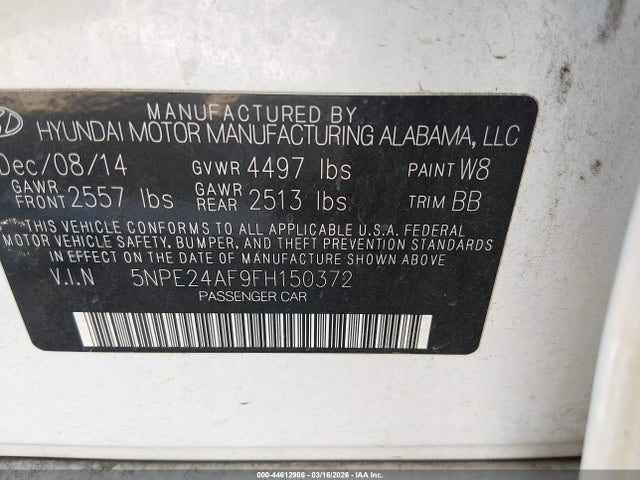 MANUFACTURED BY
HYUNDAI MOTOR MANUFACTURING ALABAMA, LLC
Dec/08/14 GVWR 4497 lbs PAINT W8
GAWR FRONT 2557 lbs GAWR REAR 2513 lbs TRIM BB
THIS VEHICLE CONFORMS TO ALL APPLICABLE U.S.A. FEDERAL
MOTOR VEHICLE SAFETY, BUMPER, AND THEFT PREVENTION
STANDARDS IN EFFECT ON THE DATE OF MANUFACTURE SHOWN ABOVE.
V.I.N 5NPE24AF9FH150372
PASSENGER CAR
000-44612906 - 03/16/2026 - IAA Inc.